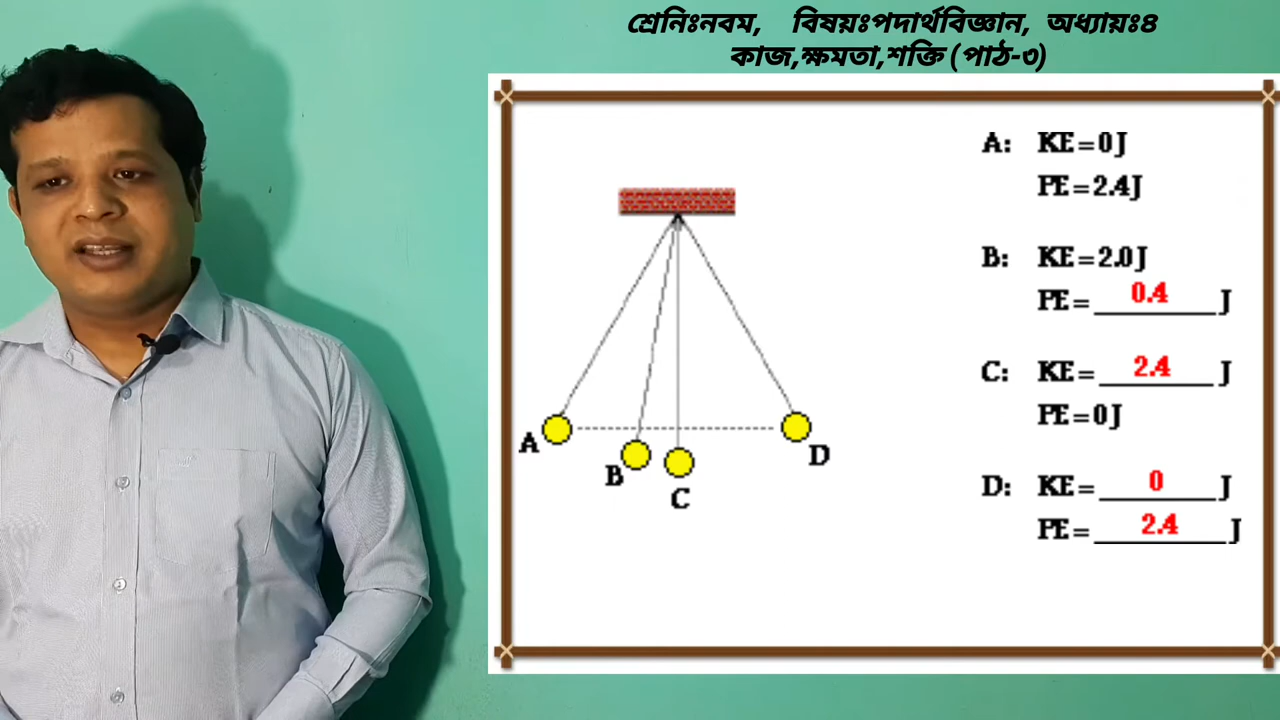 শ্রেনিঃনবম, বিষয়ঃপদার্থবিজ্ঞান, অধ্যায়ঃ৪
কাজ,ক্ষমতা,শক্তি (পাঠ-৩)
A: KE=0J
PE=2.4J
B: KE=2.0J
PE=0.4 J
C: KE=2.4 J
PE=0J
D: KE=0 J
PE=2.4 J
A
B
C
D